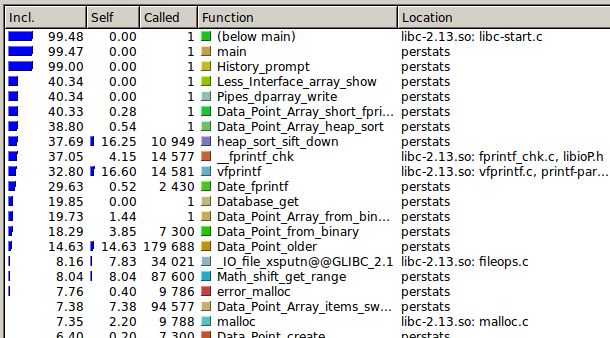 Incl. Self Called Function Location
99.48 0.00 1 (below main) libc-2.13.so: libc-start.c
99.47 0.00 1 main perstats
99.00 0.00 1 History_prompt perstats
40.34 0.00 1 Less_Interface_array_show perstats
40.34 0.00 1 Pipes_dparray_write perstats
40.33 0.28 1 Data_Point_Array_short_fpri... perstats
38.80 0.54 1 Data_Point_Array_heap_sort perstats
37.69 16.25 10 949 heap_sort_sift_down perstats
37.05 4.15 14 577 __fprintf_chk libc-2.13.so: fprintf_chk.c, libioP.h
32.80 16.60 14 581 vfprintf libc-2.13.so: vfprintf.c, printf-par...
29.63 0.52 2 430 Date_fprintf perstats
19.85 0.00 1 Database_get perstats
19.73 1.44 1 Data_Point_Array_from_bin... perstats
18.29 3.85 7 300 Data_Point_from_binary perstats
14.63 14.63 179 688 Data_Point_older perstats
8.16 7.83 34 021 _IO_file_xsputn@@GLIBC_2.1 libc-2.13.so: fileops.c
8.04 8.04 87 600 Math_shift_get_range perstats
7.76 0.40 9 786 error_malloc perstats
7.38 7.38 94 577 Data_Point_Array_items_sw... perstats
7.35 2.20 9 788 malloc libc-2.13.so: malloc.c
6.40 0.20 7 300 Data_Point_create perstats